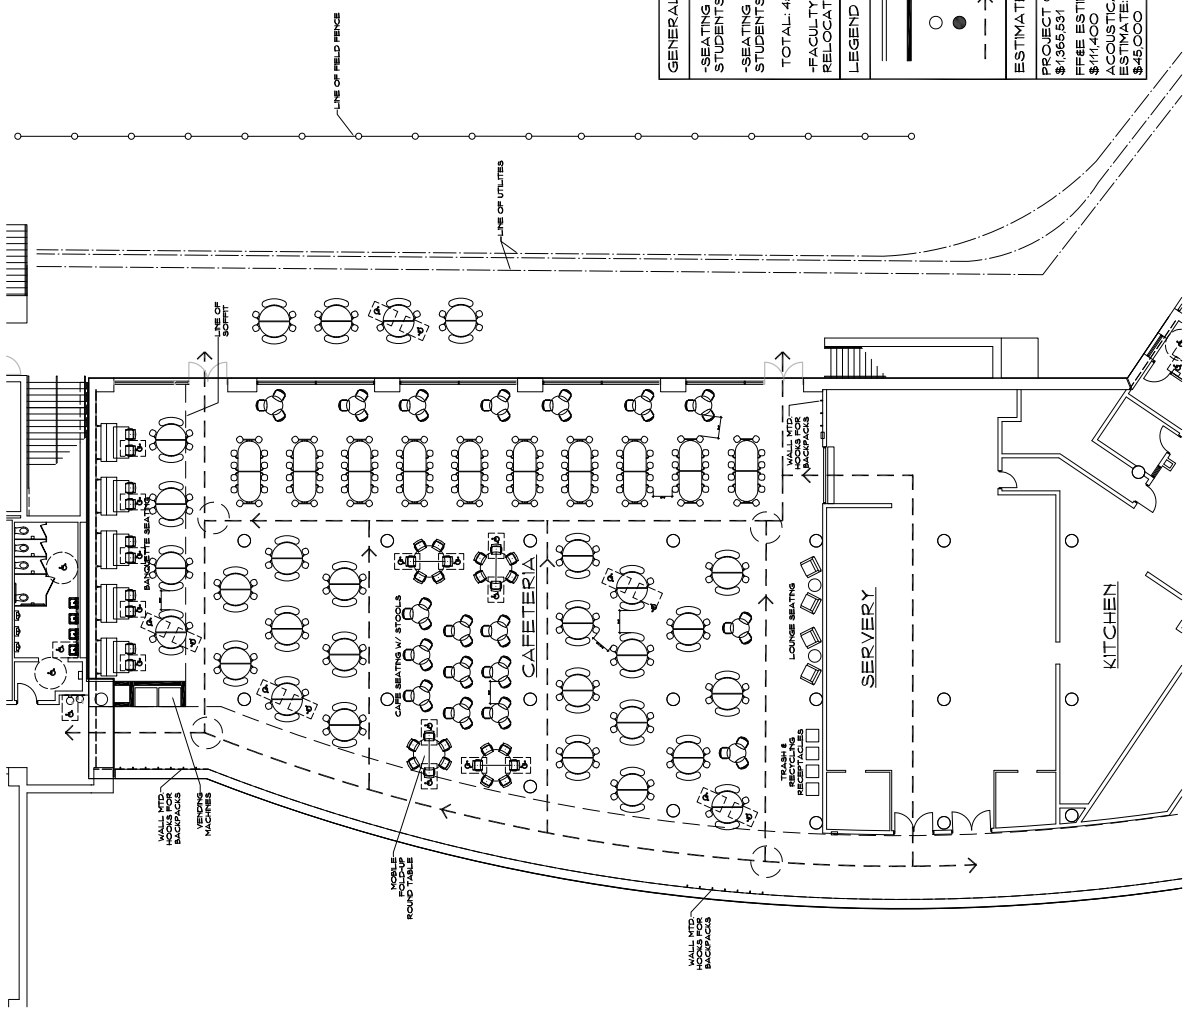 GENERAL
-SEATING
STUDENTS
-SEATING
STUDENTS
TOTAL: 4
-FACULTY
RELOCAT
LEGEND
ESTIMAT
PROJECT
$1,365,531
FF&E ESTI
$111,400
ACOUSTICA
ESTIMATE:
$45,000
LINE OF FIELD FENCE
LINE OF UTILITES
LINE OF
SOFFIT
WALL MTD.
HOOKS FOR
BACKPACKS
BANQUETTE SEATING
CAFE SEATING W/ STOOLS
CAFETERIA
LOUNGE SEATING
SERVERY
KITCHEN
TRASH &
RECYCLING
RECEPTACLES
WALL MTD.
HOOKS FOR
BACKPACKS
VENDING
MACHINES
MOBILE
FOLD-UP
ROUND TABLE
WALL MTD.
HOOKS FOR
BACKPACKS